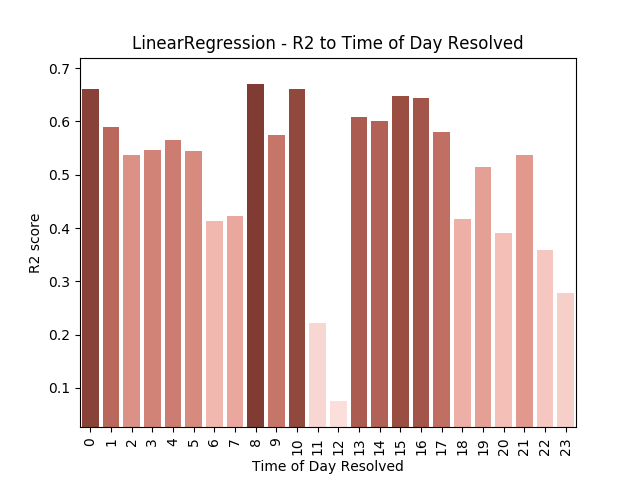 LinearRegression - R2 to Time of Day Resolved
0.7
0.6
0.5
0.4
0.3
0.2
0.1
R2 score
0 1 2 3 4 5 6 7 8 9 10 11 12 13 14 15 16 17 18 19 20 21 22 23
Time of Day Resolved